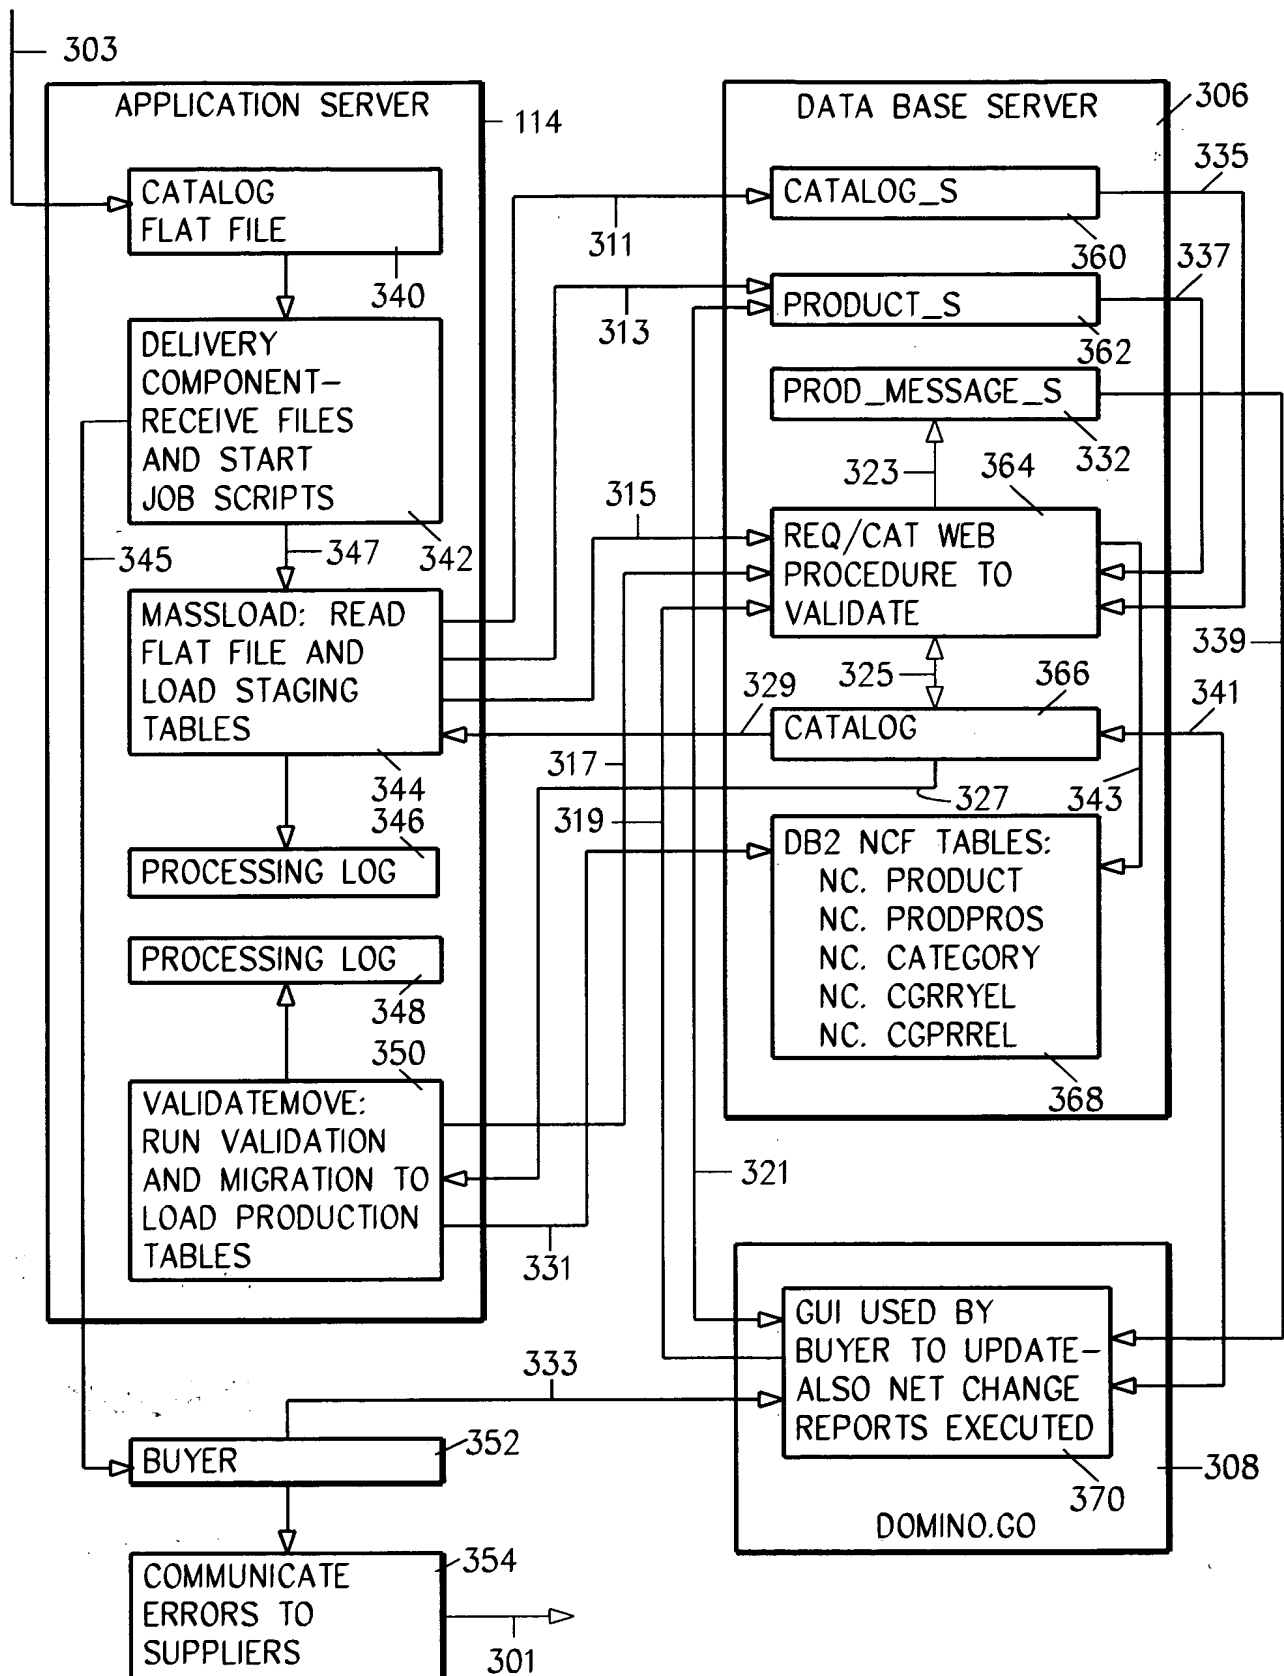 303
APPLICATION SERVER
114
CATALOG
FLAT FILE
340
DELIVERY
COMPONENT-
RECEIVE FILES
AND START
JOB SCRIPTS
342
345
347
MASSLOAD: READ
FLAT FILE AND
LOAD STAGING
TABLES
344
346
PROCESSING LOG
PROCESSING LOG
348
350
VALIDATEMOVE:
RUN VALIDATION
AND MIGRATION TO
LOAD PRODUCTION
TABLES
311
313
315
329
317
327
319
321
331
333
DATA BASE SERVER
306
335
CATALOG_S
360
337
PRODUCT_S
362
PROD_MESSAGE_S
332
323
364
REQ/CAT WEB
PROCEDURE TO
VALIDATE
339
325
366
341
CATALOG
343
DB2 NCF TABLES:
NC. PRODUCT
NC. PRODPROS
NC. CATEGORY
NC. CGRRYEL
NC. CGPRREL
368
GUI USED BY
BUYER TO UPDATE-
ALSO NET CHANGE
REPORTS EXECUTED
370
308
DOMINO.GO
BUYER
352
COMMUNICATE
ERRORS TO
SUPPLIERS
354
301